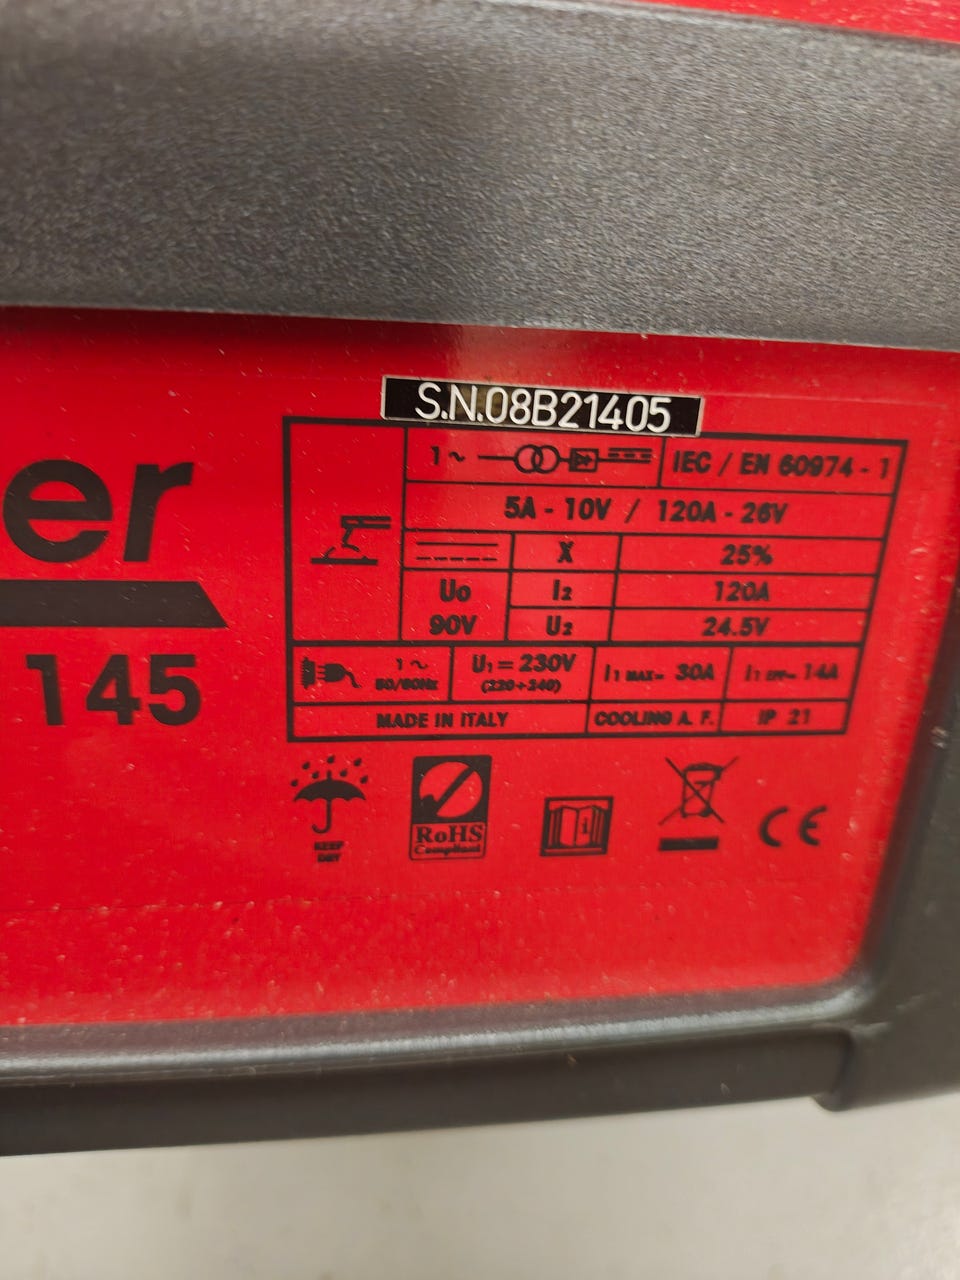 S.N.08B21405
er
145
1~ IEC / EN 60974 - 1
5A - 10V / 120A - 26V
X 25%
U0 I2 120A
90V U2 24.5V
1~ U1 = 230V I1 MAX= 30A I1 EFF= 14A
50/60Hz (220÷240)
MADE IN ITALY COOLING A. F. IP 21
KEEP
DRY
RoHS
Compliant
i
CE